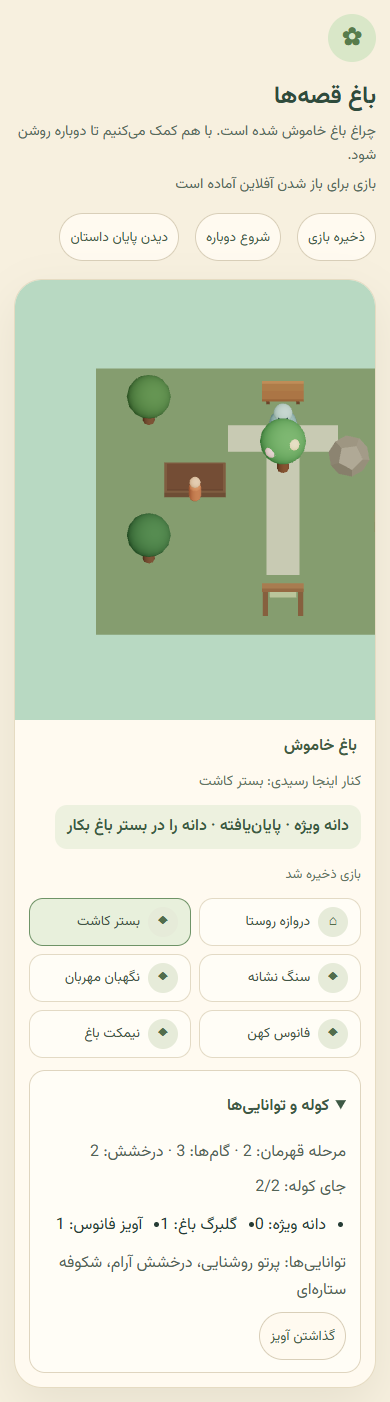 باغ قصه‌ها
چراغ باغ خاموش شده است. با هم کمک می‌کنیم تا دوباره روشن
شود.
بازی برای باز شدن آفلاین آماده است
ذخیره بازی
شروع دوباره
دیدن پایان داستان
باغ خاموش
کنار اینجا رسیدی: بستر کاشت
دانه ویژه · پایان‌یافته · دانه را در بستر باغ بکار
بازی ذخیره شد
دروازه روستا
بستر کاشت
سنگ نشانه
نگهبان مهربان
فانوس کهن
نیمکت باغ
▼ کوله و توانایی‌ها
مرحله قهرمان: 2 · گام‌ها: 3 · درخشش: 2
جای کوله: 2/2
• دانه ویژه: 0 • گلبرگ باغ: 1 • آویز فانوس: 1
توانایی‌ها: پرتو روشنایی، درخشش آرام، شکوفه
ستاره‌ای
گذاشتن آویز